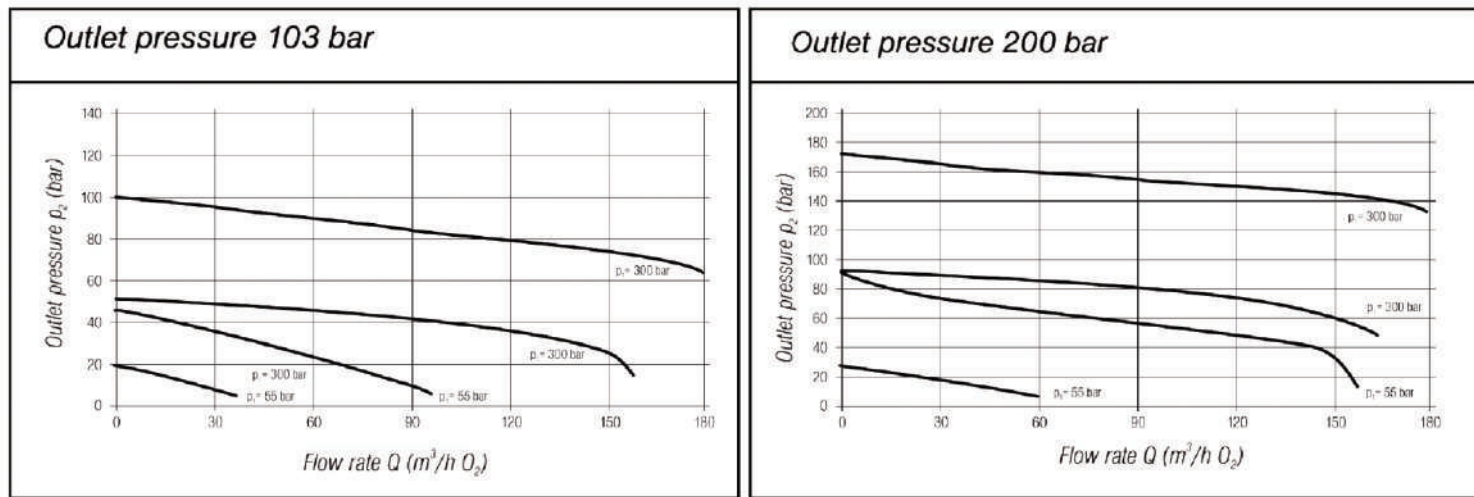 Outlet pressure 103 bar
Outlet pressure p₂ (bar)
140
120
100
80
60
40
20
0
p₁= 300 bar
p₁= 300 bar
p₁= 300 bar
p₁= 55 bar
p₁= 55 bar
0 30 60 90 120 150 180
Flow rate Q (m³/h O₂)
Outlet pressure 200 bar
Outlet pressure p₂ (bar)
200
180
160
140
120
100
80
60
40
20
0
p₁= 300 bar
p₁= 300 bar
p₁= 55 bar
p₁= 55 bar
0 30 60 90 120 150 180
Flow rate Q (m³/h O₂)